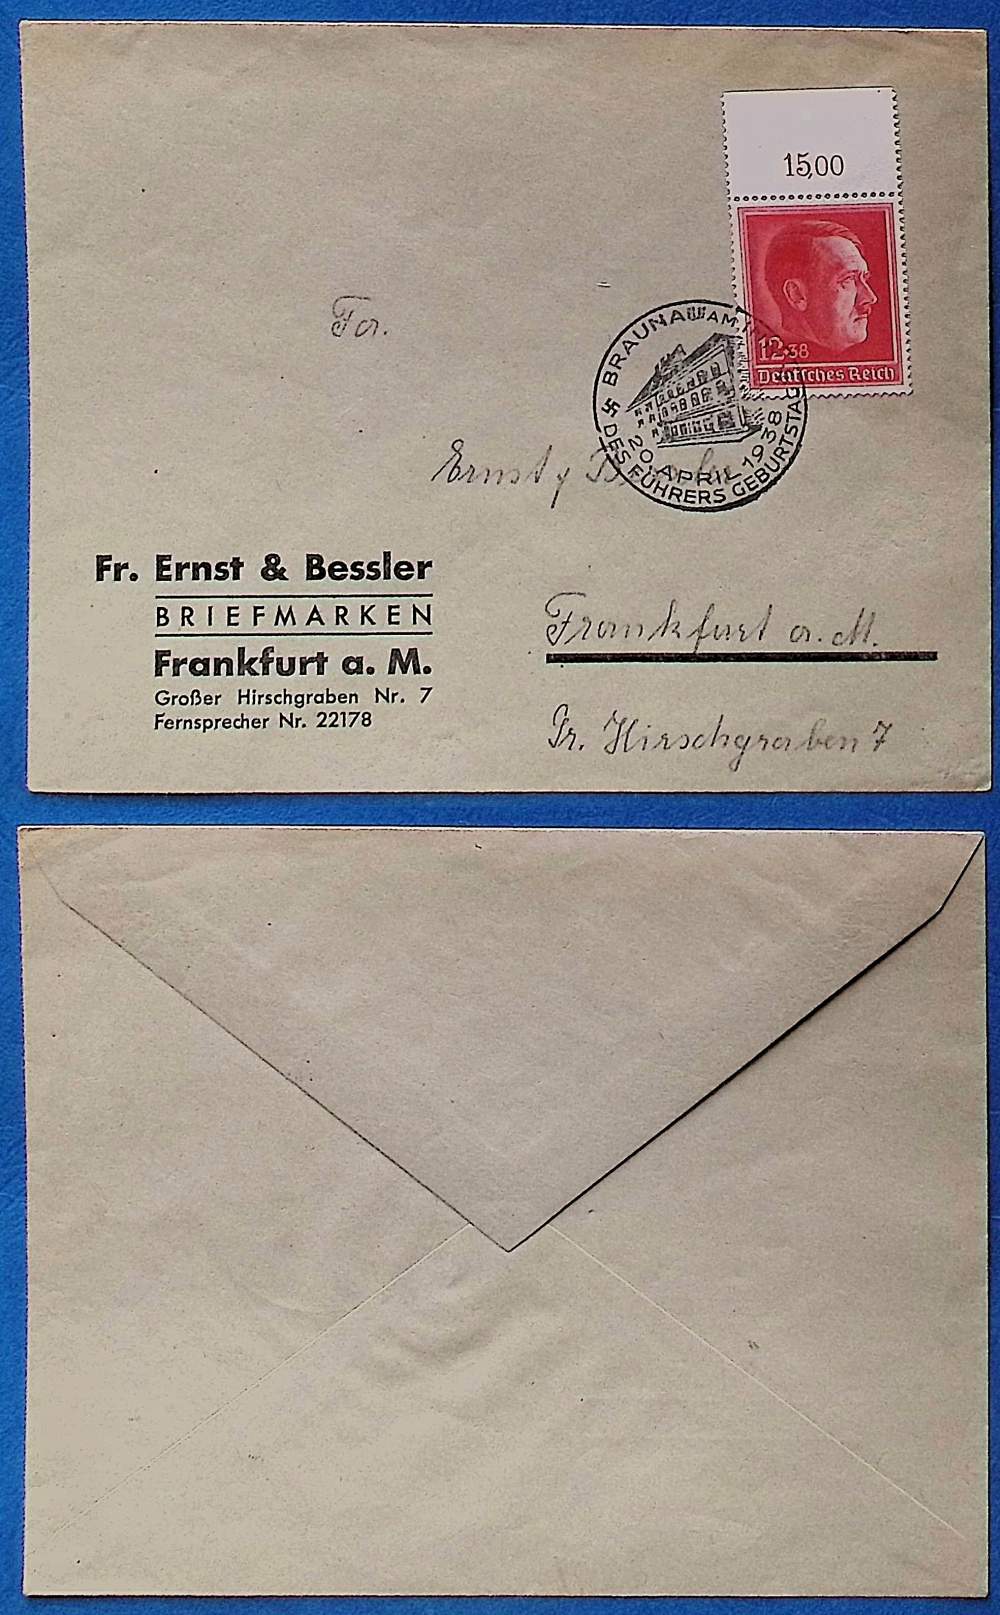 15,00
12+38
Deutsches Reich
BRAUNAU AM
20. APRIL 1938
DES FÜHRERS GEBURTSTAG
Fa.
Ernst &
Fr. Ernst & Bessler
BRIEFMARKEN
Frankfurt a. M.
Großer Hirschgraben Nr. 7
Fernsprecher Nr. 22178
Frankfurt a. M.
Gr. Hirschgraben 7